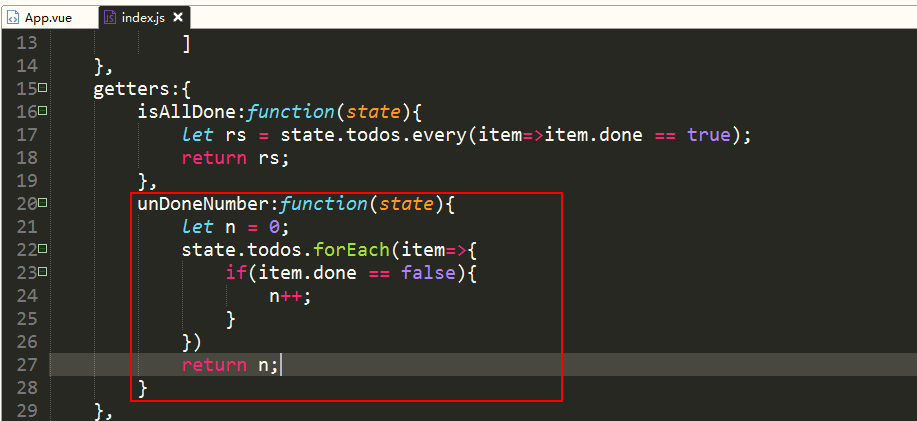 App.vue index.js ×
13 ]
14 },
15 getters:{
16 isAllDone:function(state){
17 let rs = state.todos.every(item=>item.done == true);
18 return rs;
19 },
20 unDoneNumber:function(state){
21 let n = 0;
22 state.todos.forEach(item=>{
23 if(item.done == false){
24 n++;
25 }
26 })
27 return n;
28 }
29 },